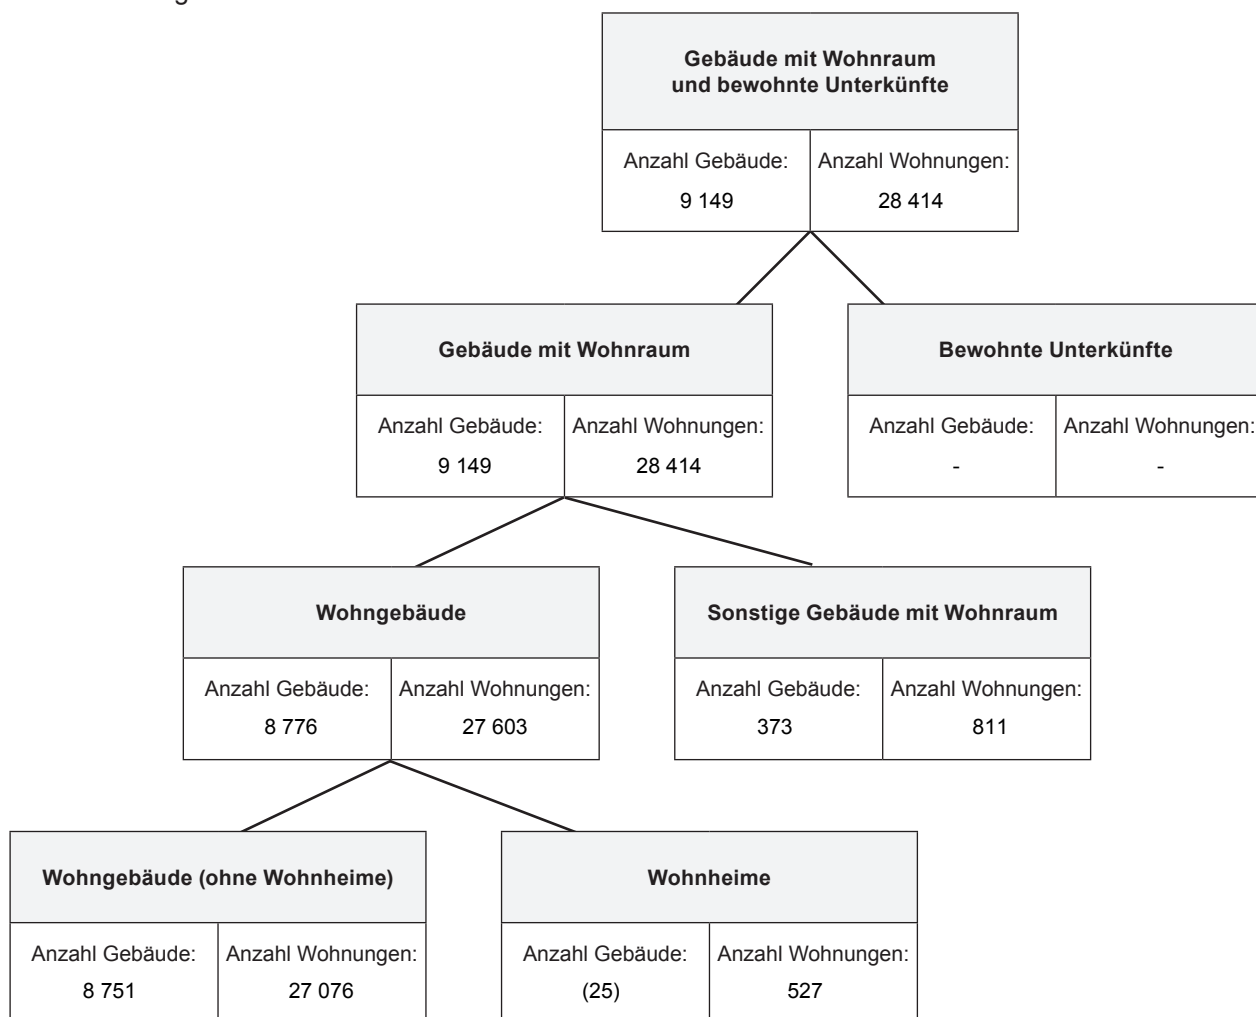 Gebäude mit Wohnraum
und bewohnte Unterkünfte
Anzahl Gebäude: Anzahl Wohnungen:
9 149 28 414
Gebäude mit Wohnraum
Anzahl Gebäude: Anzahl Wohnungen:
9 149 28 414
Bewohnte Unterkünfte
Anzahl Gebäude: Anzahl Wohnungen:
- -
Wohngebäude
Anzahl Gebäude: Anzahl Wohnungen:
8 776 27 603
Sonstige Gebäude mit Wohnraum
Anzahl Gebäude: Anzahl Wohnungen:
373 811
Wohngebäude (ohne Wohnheime)
Anzahl Gebäude: Anzahl Wohnungen:
8 751 27 076
Wohnheime
Anzahl Gebäude: Anzahl Wohnungen:
(25) 527